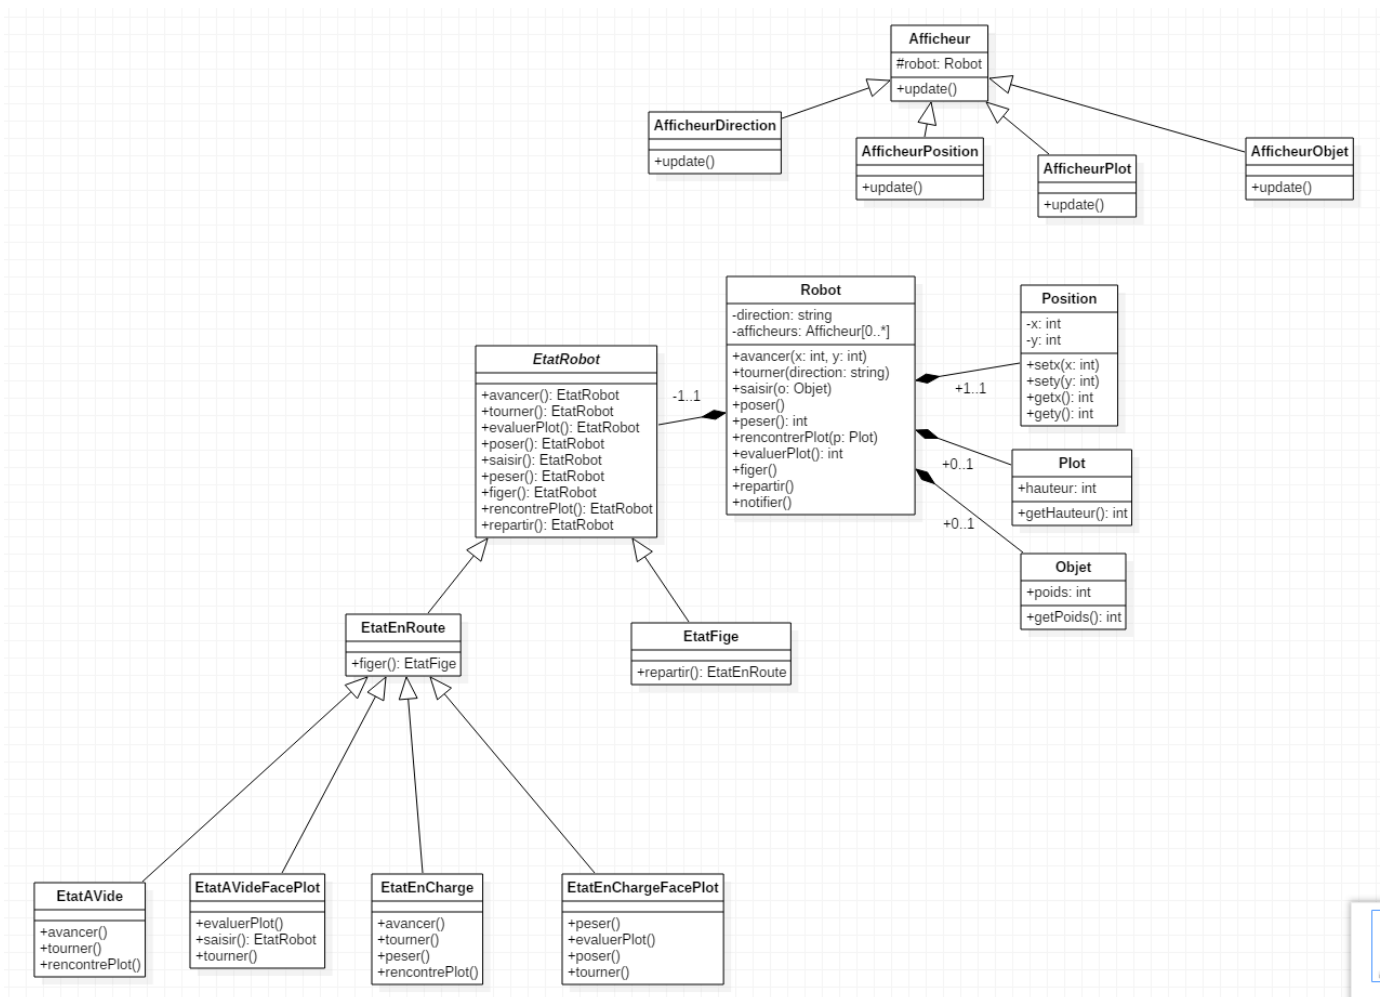 Afficheur
#robot: Robot
+update()
AfficheurDirection
+update()
AfficheurPosition
+update()
AfficheurPlot
+update()
AfficheurObjet
+update()
Robot
-direction: string
-afficheurs: Afficheur[0..*]
+avancer(x: int, y: int)
+tourner(direction: string)
+saisir(o: Objet)
+poser()
+peser(): int
+rencontrerPlot(p: Plot)
+evaluerPlot(): int
+figer()
+repartir()
+notifier()
Position
-x: int
-y: int
+setx(x: int)
+sety(y: int)
+getx(): int
+gety(): int
+1..1
EtatRobot
+avancer(): EtatRobot
+tourner(): EtatRobot
+evaluerPlot(): EtatRobot
+poser(): EtatRobot
+saisir(): EtatRobot
+peser(): EtatRobot
+figer(): EtatRobot
+rencontrePlot(): EtatRobot
+repartir(): EtatRobot
-1..1
+0..1
Plot
+hauteur: int
+getHauteur(): int
+0..1
Objet
+poids: int
+getPoids(): int
EtatEnRoute
+figer(): EtatFige
EtatFige
+repartir(): EtatEnRoute
EtatAVide
+avancer()
+tourner()
+rencontrePlot()
EtatAVideFacePlot
+evaluerPlot()
+saisir(): EtatRobot
+tourner()
EtatEnCharge
+avancer()
+tourner()
+peser()
+rencontrePlot()
EtatEnChargeFacePlot
+peser()
+evaluerPlot()
+poser()
+tourner()